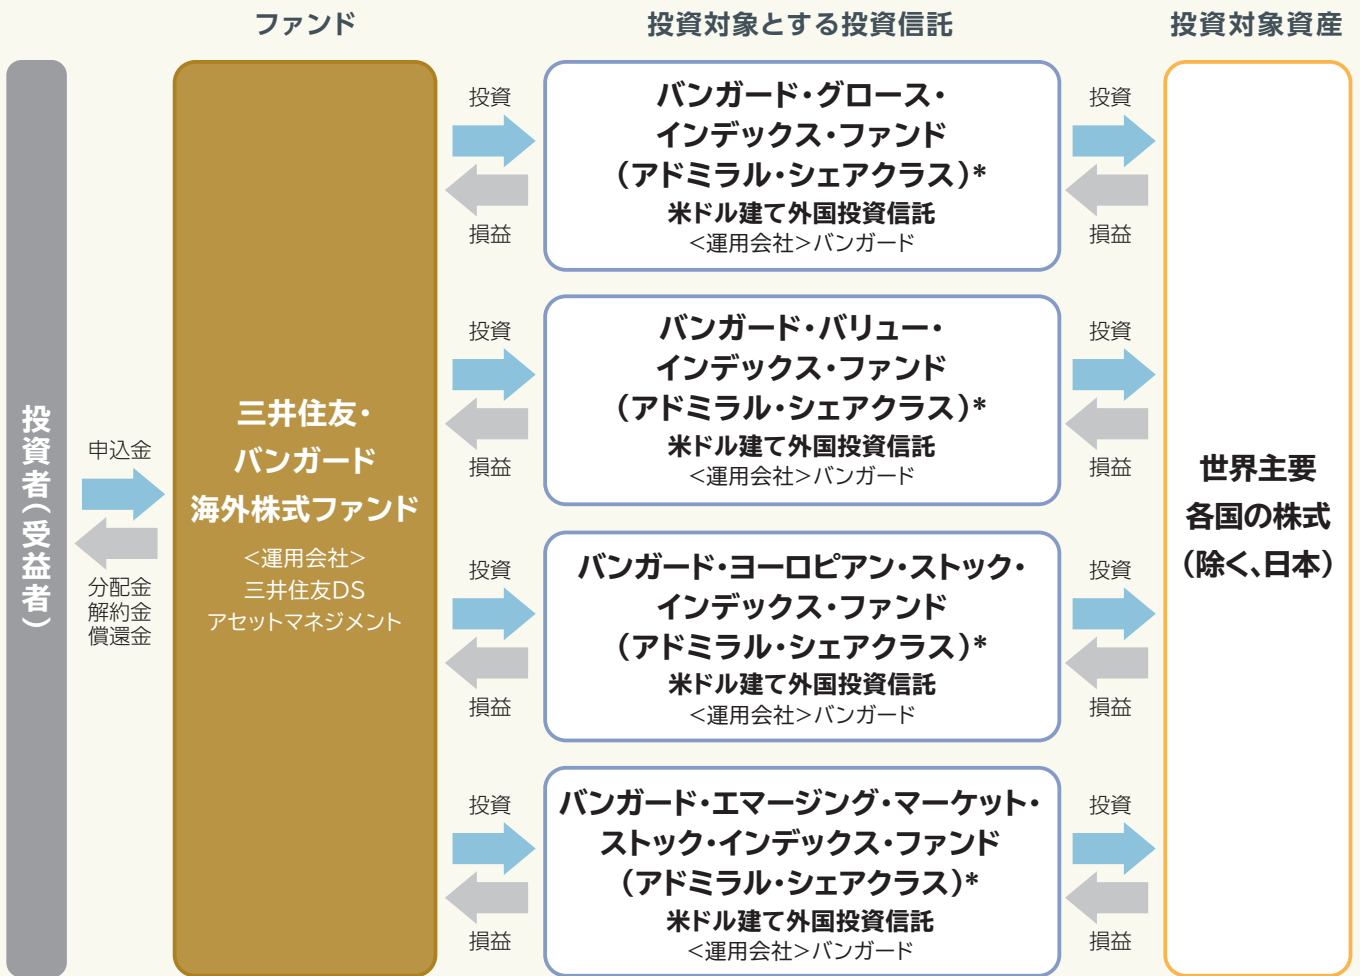 ファンド
投資対象とする投資信託
投資対象資産
投資者（受益者）
申込金
分配金
解約金
償還金
三井住友・
バンガード
海外株式ファンド
<運用会社>
三井住友DS
アセットマネジメント
投資
損益
バンガード・グロース・
インデックス・ファンド
（アドミラル・シェアクラス）*
米ドル建て外国投資信託
<運用会社>バンガード
投資
損益
投資
損益
バンガード・バリュー・
インデックス・ファンド
（アドミラル・シェアクラス）*
米ドル建て外国投資信託
<運用会社>バンガード
投資
損益
投資
損益
バンガード・ヨーロピアン・ストック・
インデックス・ファンド
（アドミラル・シェアクラス）*
米ドル建て外国投資信託
<運用会社>バンガード
投資
損益
投資
損益
バンガード・エマージング・マーケット・
ストック・インデックス・ファンド
（アドミラル・シェアクラス）*
米ドル建て外国投資信託
<運用会社>バンガード
投資
損益
世界主要
各国の株式
（除く、日本）